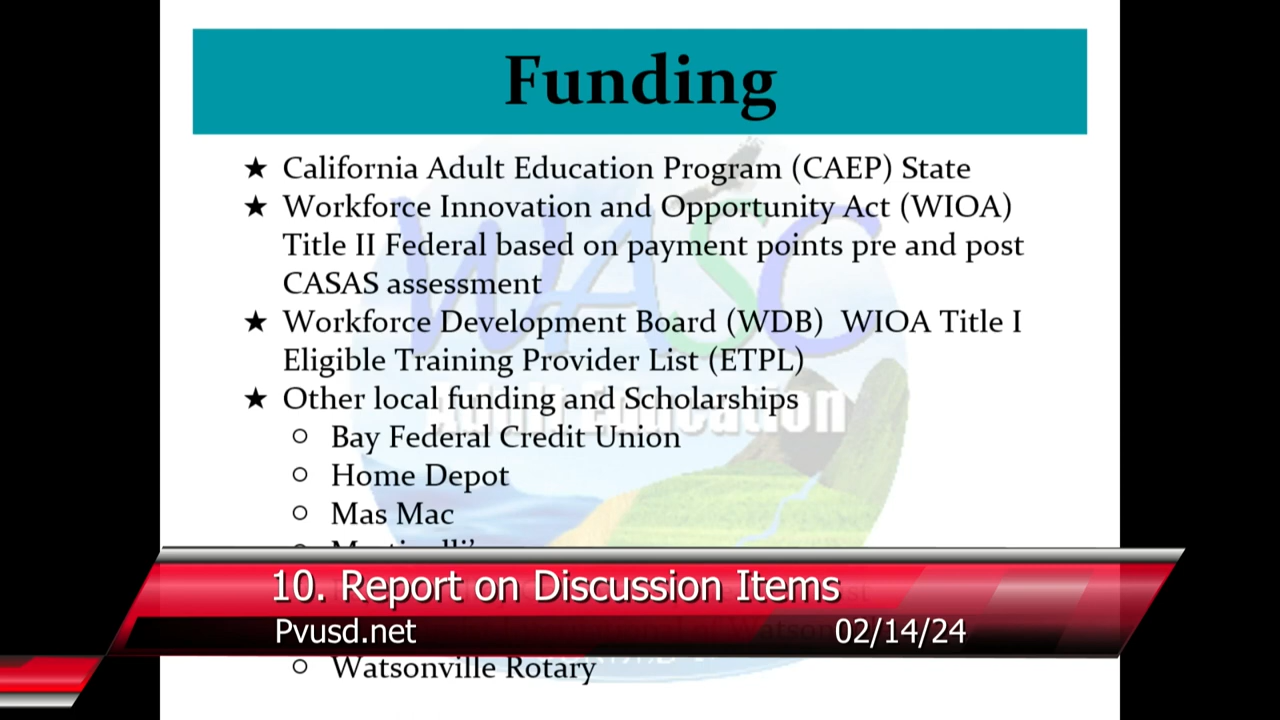 Funding
★ California Adult Education Program (CAEP) State
★ Workforce Innovation and Opportunity Act (WIOA)
Title II Federal based on payment points pre and post
CASAS assessment
★ Workforce Development Board (WDB) WIOA Title I
Eligible Training Provider List (ETPL)
★ Other local funding and Scholarships
○ Bay Federal Credit Union
○ Home Depot
○ Mas Mac
○ Watsonville Rotary
WASC
Adult Education
10. Report on Discussion Items
Pvusd.net 02/14/24